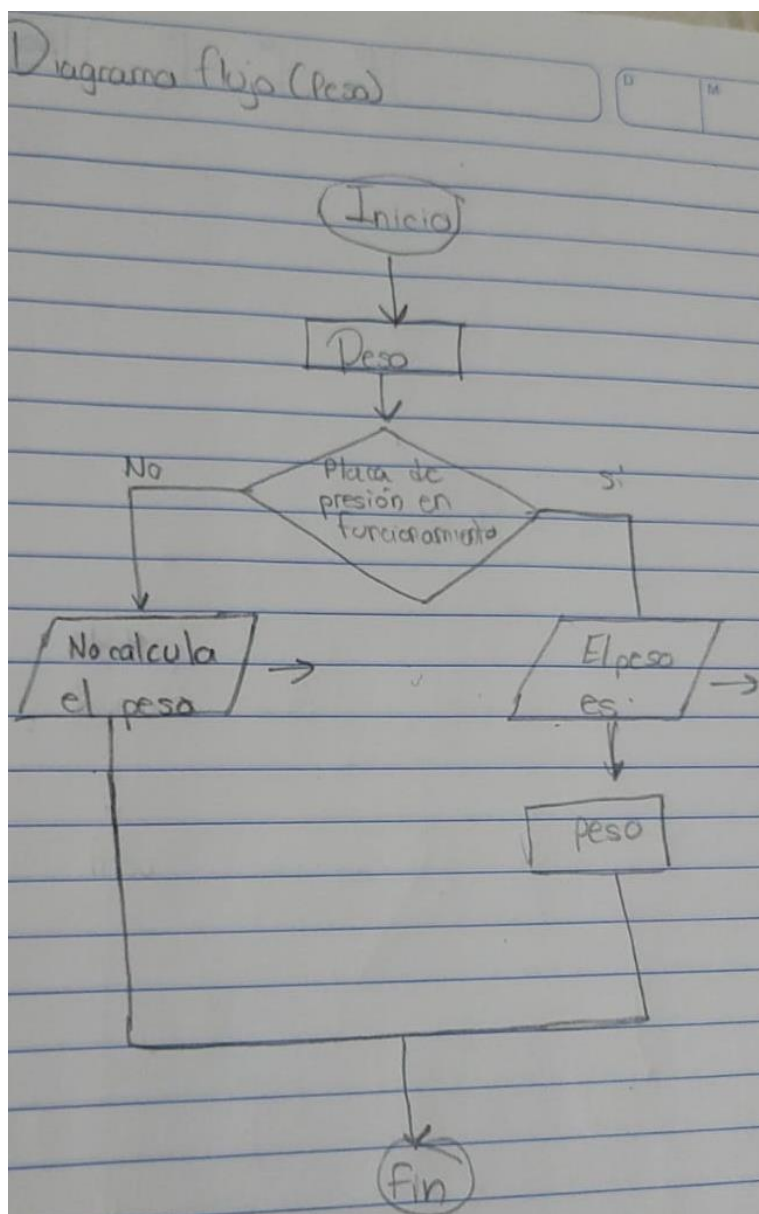 Diagrama flujo (Peso)
D
M
Inicio
Peso
No
Placa de
presión en
funcionamiento
si
No calcula
el peso
El peso
es:
peso
fin